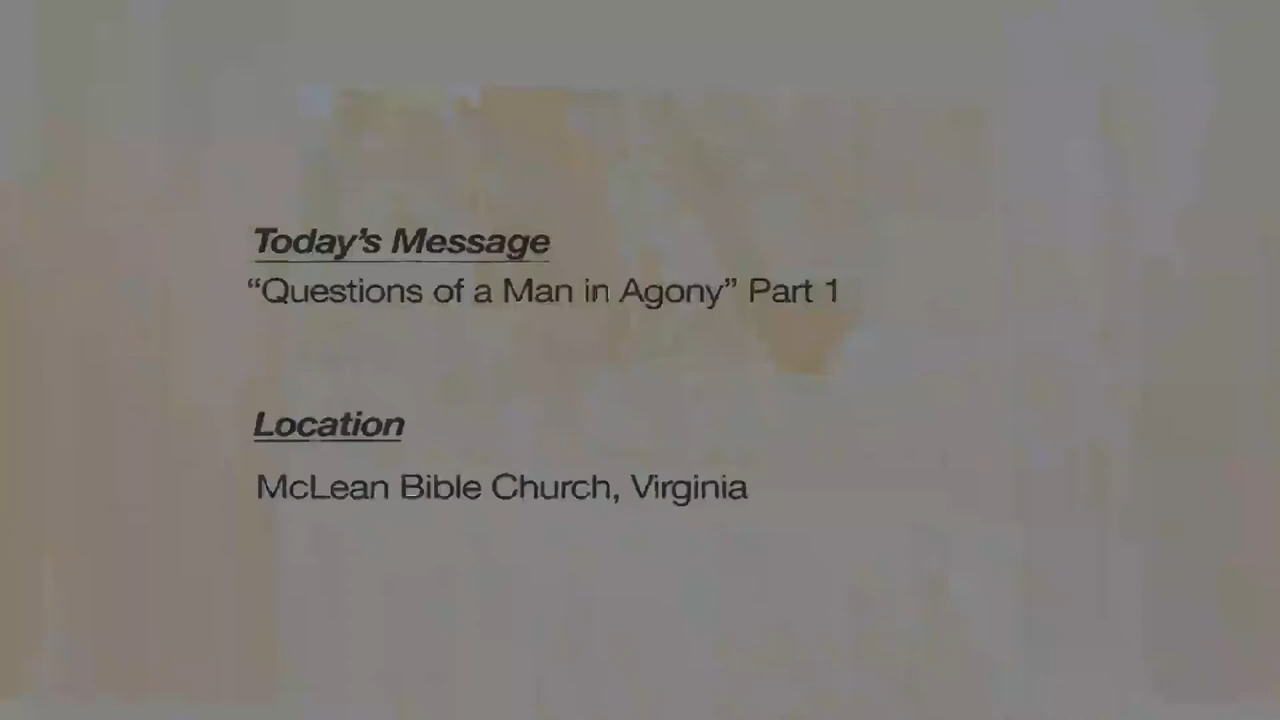 Today’s Message
“Questions of a Man in Agony” Part 1
Location
McLean Bible Church, Virginia